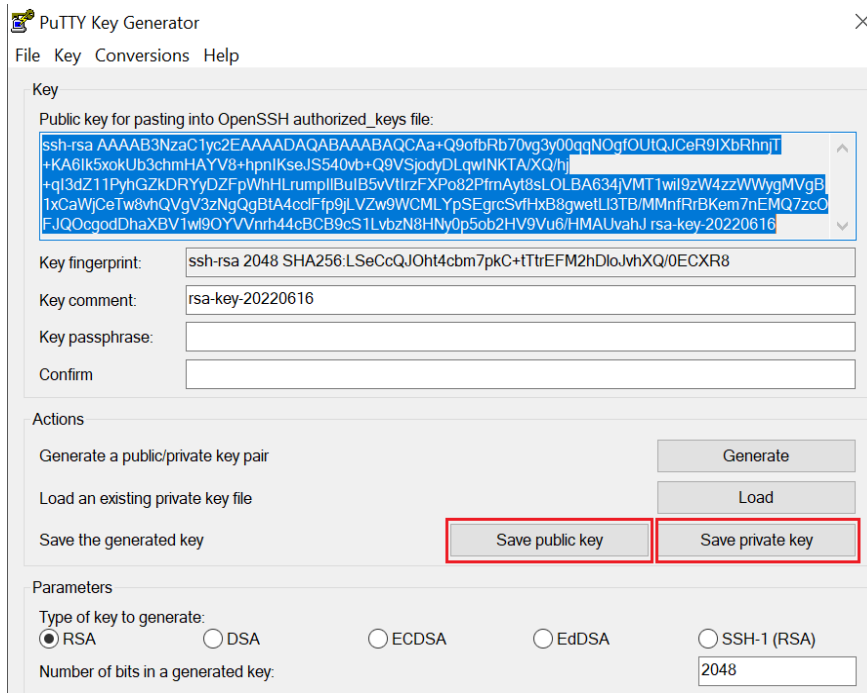 PuTTY Key Generator
File Key Conversions Help
Key
Public key for pasting into OpenSSH authorized_keys file:
ssh-rsa AAAAB3NzaC1yc2EAAAADAQABAAABAQCAa+Q9ofbRb70vg3y00qqNOgfOUtQJCeR9IXbRhnjT
+KA6Ik5xokUb3chmHAYV8+hpnIKseJS540vb+Q9VSjodyDLqwINKTA/XQ/hj
+qI3dZ11PyhGZkDRYyDZFpWhHLrumpIlBuIB5vVtIrzFXPo82PfrnAyt8sLOLBA634jVMT1wiI9zW4zzWWygMVgB
1xCaWjCeTw8vhQVgV3zNgQgBtA4cclFfp9jLVZw9WCMLYpSEgrcSvfHxB8gwetLl3TB/MMnfRrBKem7nEMQ7zcO
FJQOcgodDhaXBV1wl9OYVVnrh44cBCB9cS1LvbzN8HNy0p5ob2HV9Vu6/HMAUvahJ rsa-key-20220616
Key fingerprint: ssh-rsa 2048 SHA256:LSeCcQJOht4cbm7pkC+tTtrEFM2hDloJvhXQ/0ECXR8
Key comment: rsa-key-20220616
Key passphrase:
Confirm
Actions
Generate a public/private key pair Generate
Load an existing private key file Load
Save the generated key Save public key Save private key
Parameters
Type of key to generate:
RSA DSA ECDSA EdDSA SSH-1 (RSA)
Number of bits in a generated key: 2048